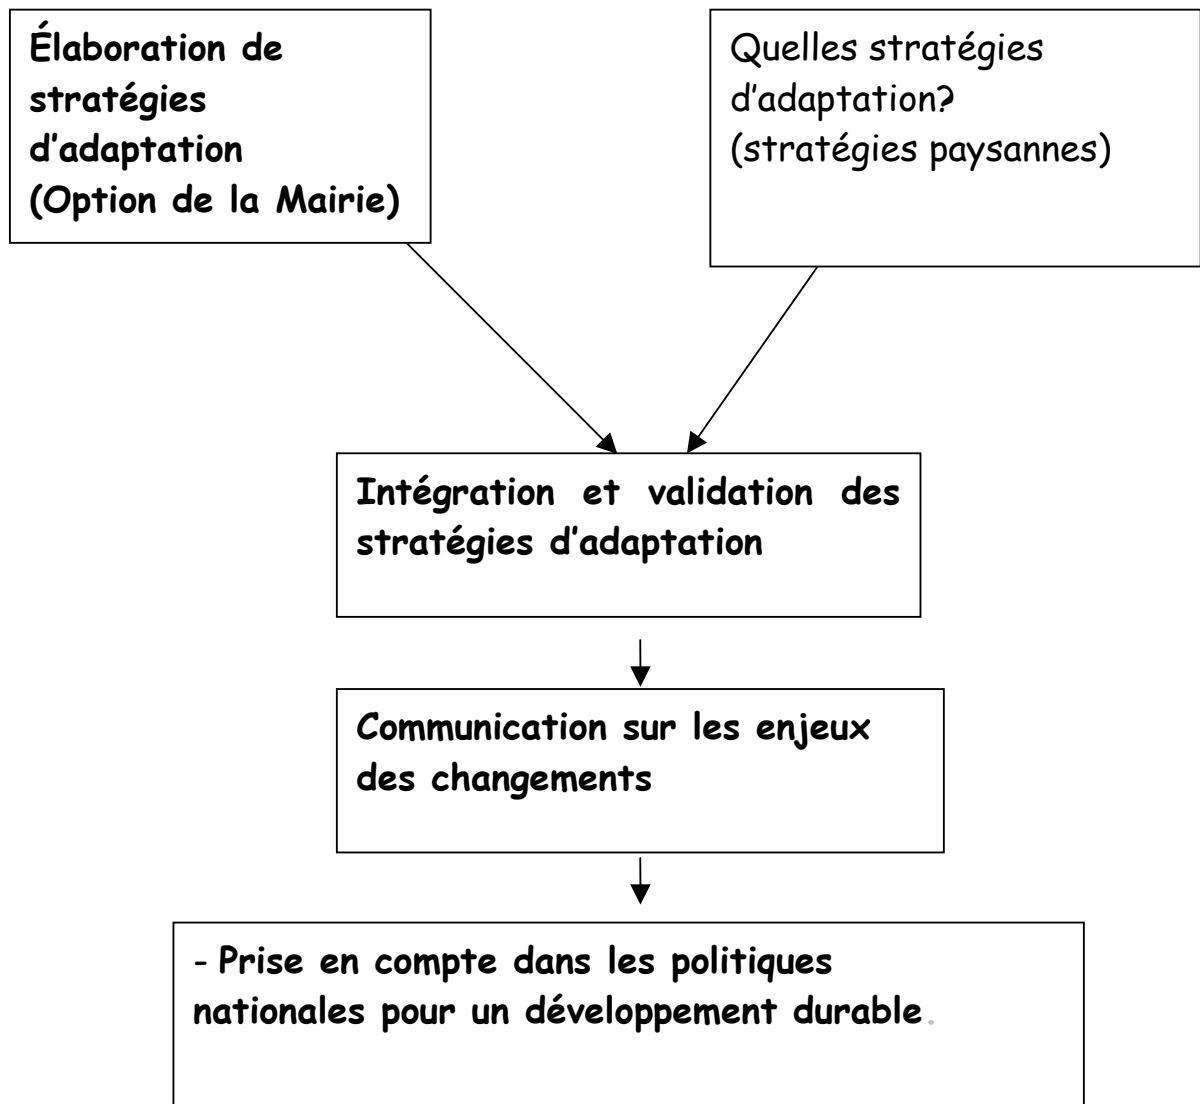 Élaboration de
stratégies
d'adaptation
(Option de la Mairie)
Quelles stratégies
d'adaptation?
(stratégies paysannes)
Intégration et validation des
stratégies d'adaptation
Communication sur les enjeux
des changements
- Prise en compte dans les politiques
nationales pour un développement durable.